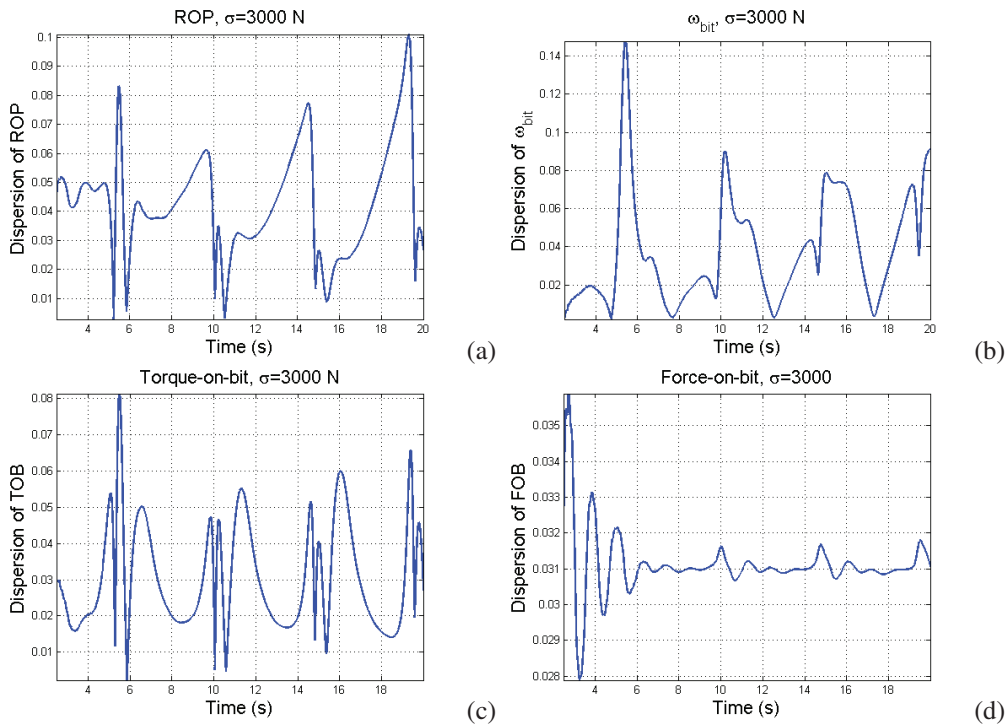 ROP, σ=3000 N
0.1
0.09
0.08
0.07
0.06
0.05
0.04
0.03
0.02
0.01
Dispersion of ROP
4 6 8 10 12 14 16 18 20
Time (s)
(a)
ωbit, σ=3000 N
0.14
0.12
0.1
0.08
0.06
0.04
0.02
Dispersion of ωbit
4 6 8 10 12 14 16 18 20
Time (s)
(b)
Torque-on-bit, σ=3000 N
0.08
0.07
0.06
0.05
0.04
0.03
0.02
0.01
Dispersion of TOB
4 6 8 10 12 14 16 18 20
Time (s)
(c)
Force-on-bit, σ=3000
0.035
0.034
0.033
0.032
0.031
0.03
0.029
0.028
Dispersion of FOB
4 6 8 10 12 14 16 18 20
Time (s)
(d)